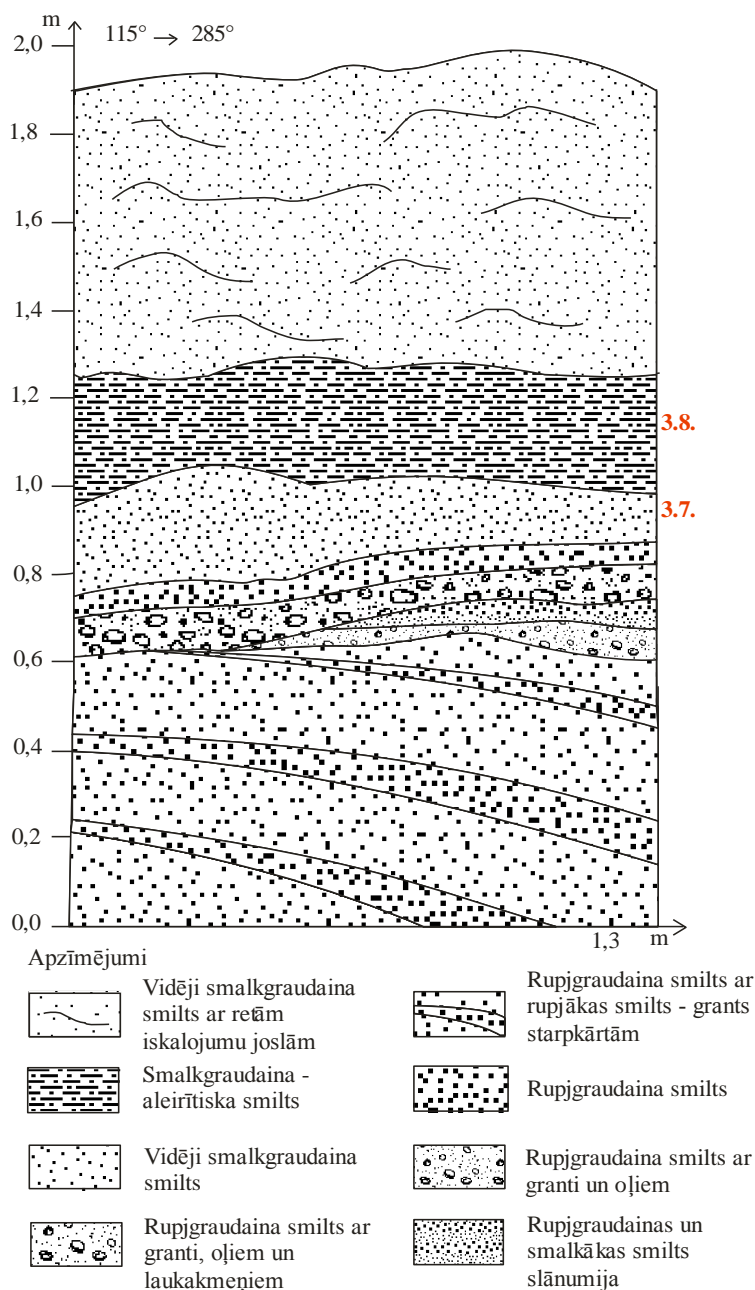 m
115° → 285°
2,0
1,8
1,6
1,4
1,2
3.8.
1,0
3.7.
0,8
0,6
0,4
0,2
0,0
1,3
m
Apzīmējumi
Vidēji smalkgraudaina
smilts ar retām
iskalojumu joslām
Smalkgraudaina -
aleirītiska smilts
Vidēji smalkgraudaina
smilts
Rupjgraudaina smilts ar
granti, oļiem un
laukakmeņiem
Rupjgraudaina smilts ar
rupjākas smilts - grants
starpkārtām
Rupjgraudaina smilts
Rupjgraudaina smilts ar
granti un oļiem
Rupjgraudainas un
smalkākas smilts
slāņumija